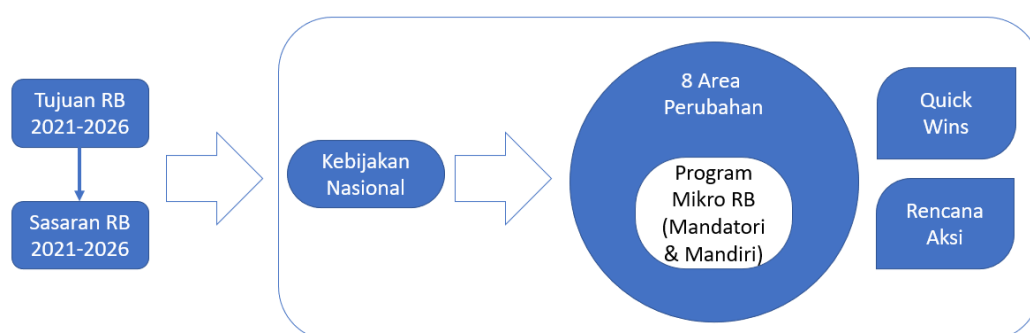 Tujuan RB
2021-2026
Sasaran RB
2021-2026
Kebijakan
Nasional
8 Area
Perubahan
Program
Mikro RB
(Mandatori
& Mandiri)
Quick
Wins
Rencana
Aksi